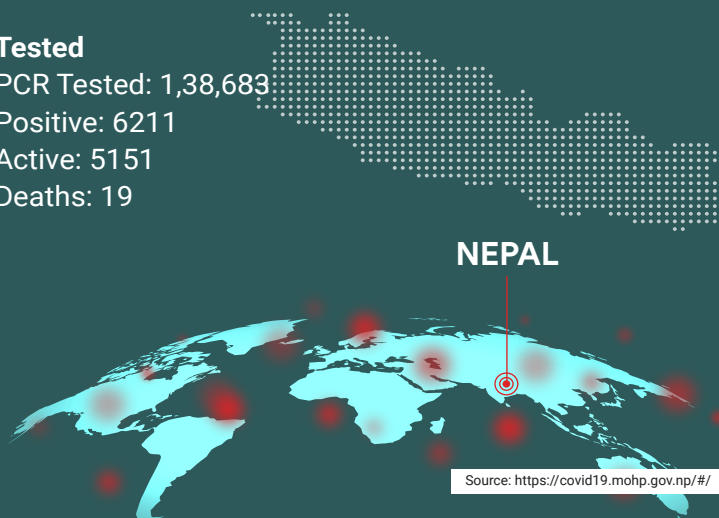 Tested
PCR Tested: 1,38,683
Positive: 6211
Active: 5151
Deaths: 19
NEPAL
Source: https://covid19.mohp.gov.np/#/